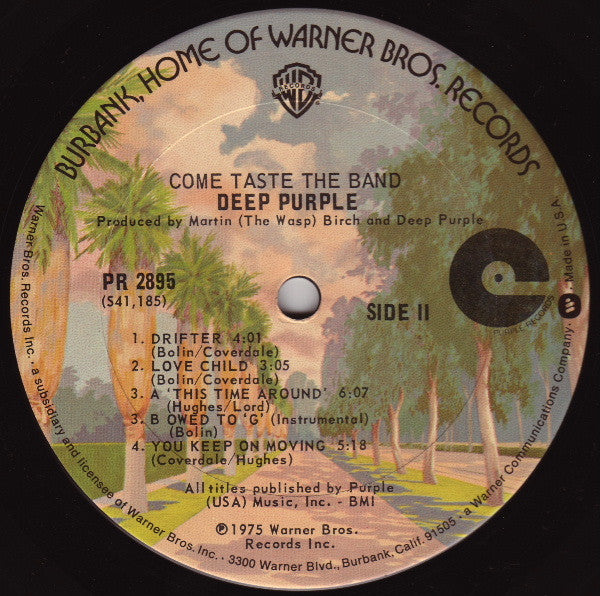 BURBANK, HOME OF WARNER BROS. RECORDS
WB
RECORDS
COME TASTE THE BAND
DEEP PURPLE
Produced by Martin (The Wasp) Birch and Deep Purple
PR 2895
(S41,185)
SIDE II
1. DRIFTER 4:01
(Bolin/Coverdale)
2. LOVE CHILD 3:05
(Bolin/Coverdale)
3. A 'THIS TIME AROUND' 6:07
(Hughes/Lord)
3. B OWED TO 'G' (Instrumental)
(Bolin)
4. YOU KEEP ON MOVING 5:18
(Coverdale/Hughes)
All titles published by Purple
(USA) Music, Inc. - BMI
℗1975 Warner Bros.
Records Inc.
Warner Bros. Records Inc. • a subsidiary and licensee of Warner Bros. Inc. • 3300 Warner Blvd., Burbank, Calif. 91505 • a Warner Communications Company. • Made in U.S.A.